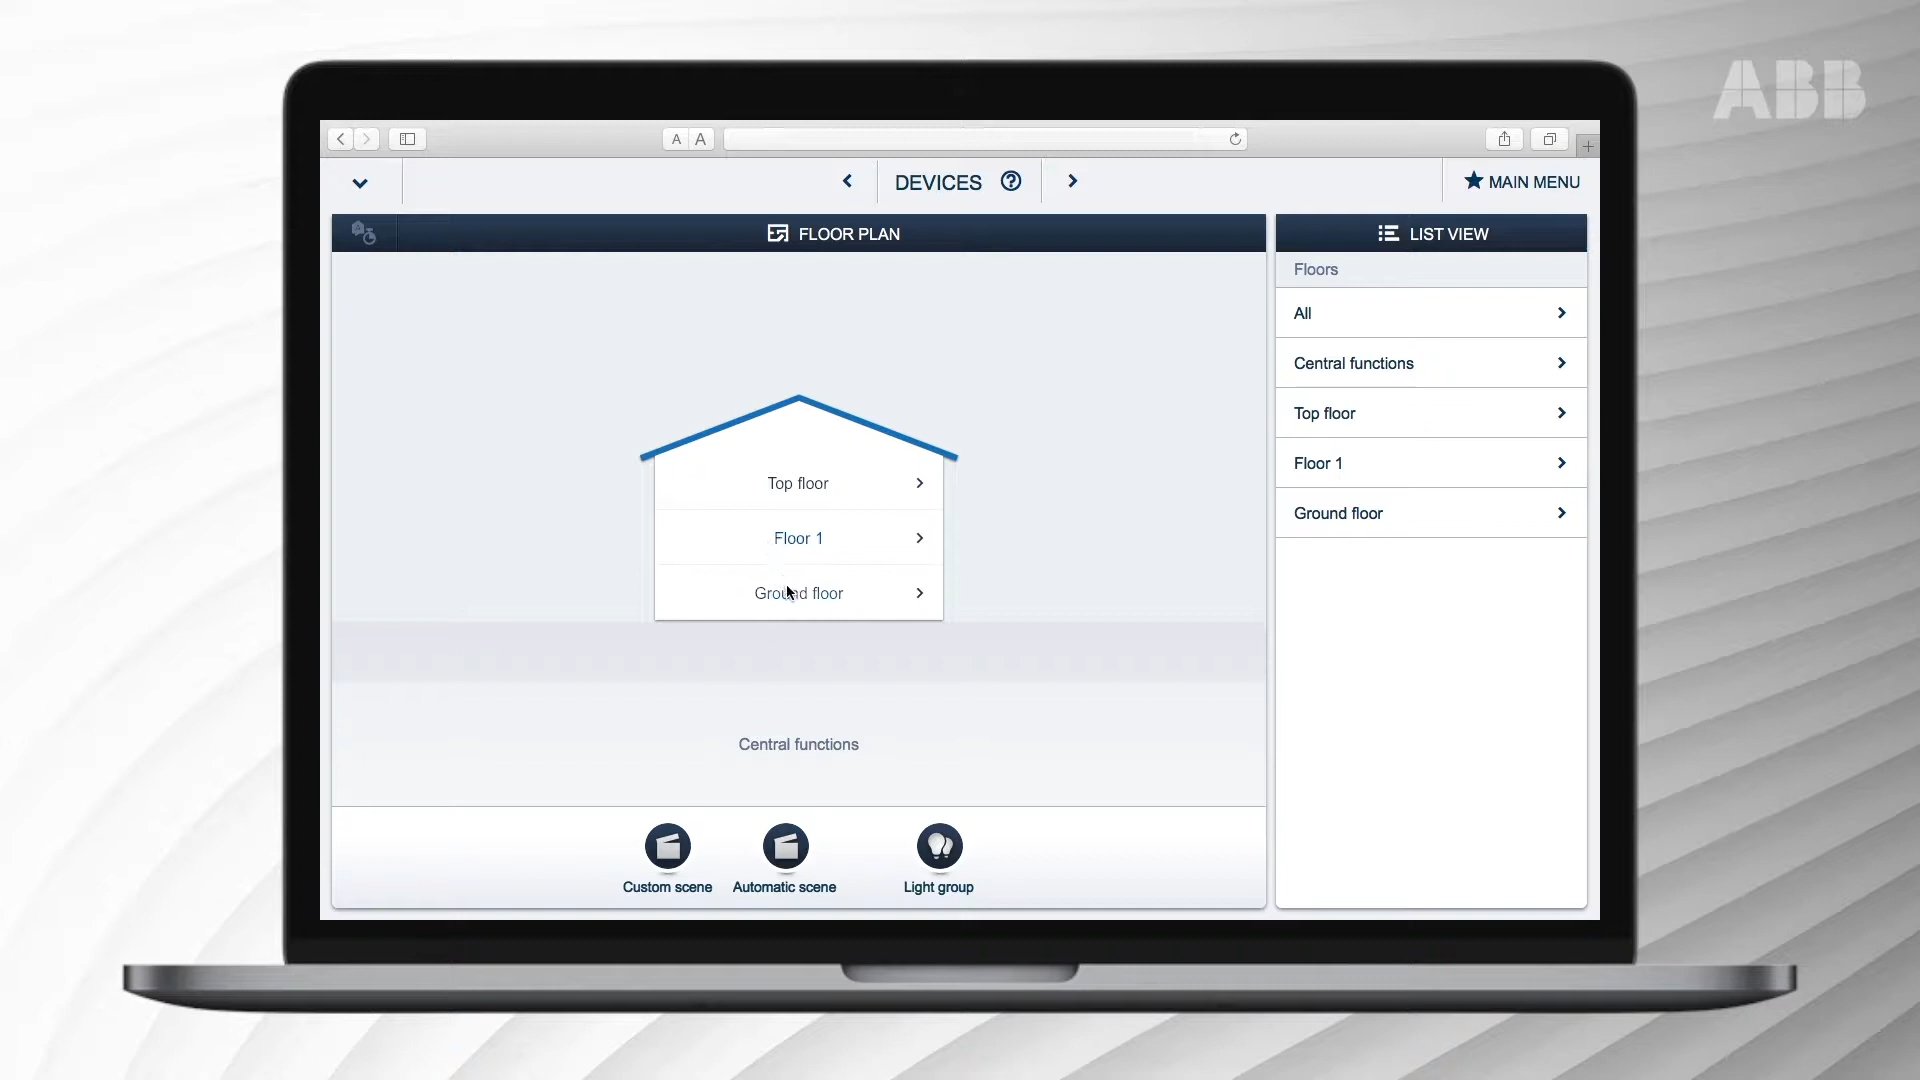 ABB
A A
DEVICES
MAIN MENU
FLOOR PLAN
LIST VIEW
Floors
All
Central functions
Top floor
Floor 1
Ground floor
Top floor
Floor 1
Ground floor
Central functions
Custom scene
Automatic scene
Light group